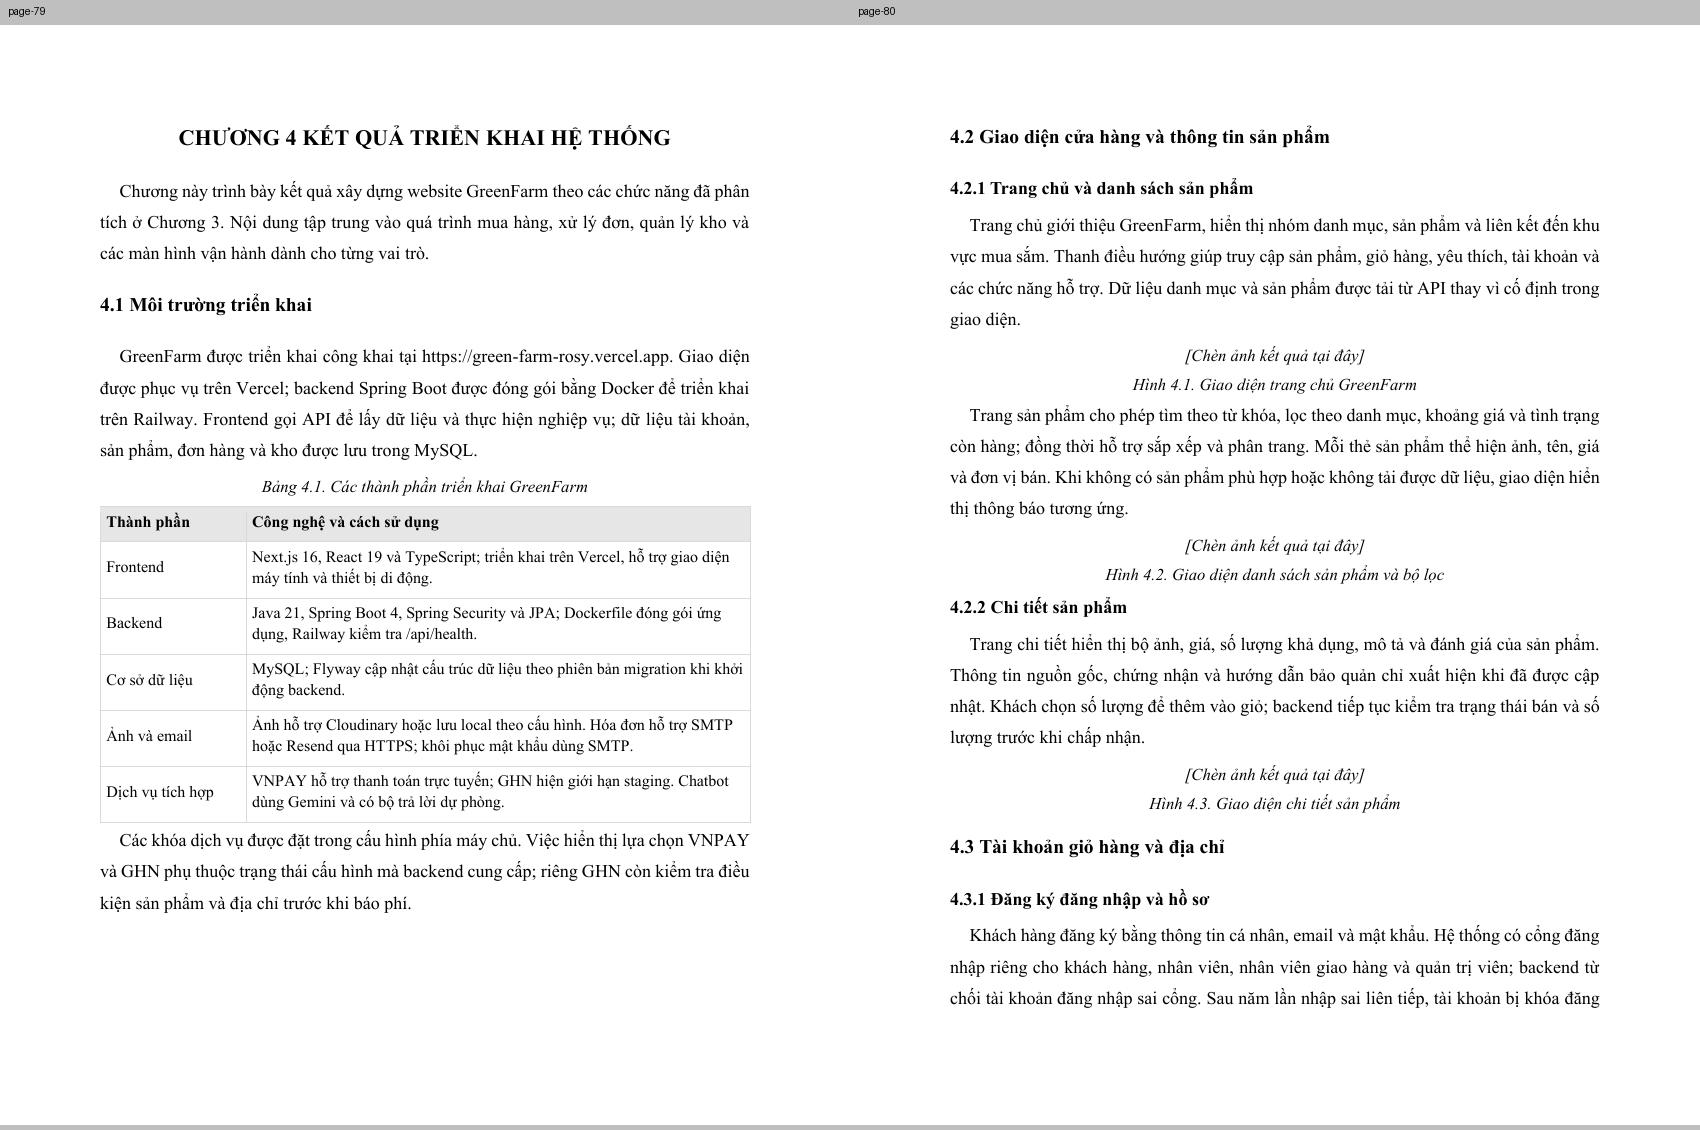 page-79
CHƯƠNG 4 KẾT QUẢ TRIỂN KHAI HỆ THỐNG
Chương này trình bày kết quả xây dựng website GreenFarm theo các chức năng đã phân
tích ở Chương 3. Nội dung tập trung vào quá trình mua hàng, xử lý đơn, quản lý kho và
các màn hình vận hành dành cho từng vai trò.
4.1 Môi trường triển khai
GreenFarm được triển khai công khai tại https://green-farm-rosy.vercel.app. Giao diện
được phục vụ trên Vercel; backend Spring Boot được đóng gói bằng Docker để triển khai
trên Railway. Frontend gọi API để lấy dữ liệu và thực hiện nghiệp vụ; dữ liệu tài khoản,
sản phẩm, đơn hàng và kho được lưu trong MySQL.
Bảng 4.1. Các thành phần triển khai GreenFarm
Thành phần
Công nghệ và cách sử dụng
Frontend
Next.js 16, React 19 và TypeScript; triển khai trên Vercel, hỗ trợ giao diện
máy tính và thiết bị di động.
Backend
Java 21, Spring Boot 4, Spring Security và JPA; Dockerfile đóng gói ứng
dụng, Railway kiểm tra /api/health.
Cơ sở dữ liệu
MySQL; Flyway cập nhật cấu trúc dữ liệu theo phiên bản migration khi khởi
động backend.
Ảnh và email
Ảnh hỗ trợ Cloudinary hoặc lưu local theo cấu hình. Hóa đơn hỗ trợ SMTP
hoặc Resend qua HTTPS; khôi phục mật khẩu dùng SMTP.
Dịch vụ tích hợp
VNPAY hỗ trợ thanh toán trực tuyến; GHN hiện giới hạn staging. Chatbot
dùng Gemini và có bộ trả lời dự phòng.
Các khóa dịch vụ được đặt trong cấu hình phía máy chủ. Việc hiển thị lựa chọn VNPAY
và GHN phụ thuộc trạng thái cấu hình mà backend cung cấp; riêng GHN còn kiểm tra điều
kiện sản phẩm và địa chỉ trước khi báo phí.
page-80
4.2 Giao diện cửa hàng và thông tin sản phẩm
4.2.1 Trang chủ và danh sách sản phẩm
Trang chủ giới thiệu GreenFarm, hiển thị nhóm danh mục, sản phẩm và liên kết đến khu
vực mua sắm. Thanh điều hướng giúp truy cập sản phẩm, giỏ hàng, yêu thích, tài khoản và
các chức năng hỗ trợ. Dữ liệu danh mục và sản phẩm được tải từ API thay vì cố định trong
giao diện.
[Chèn ảnh kết quả tại đây]
Hình 4.1. Giao diện trang chủ GreenFarm
Trang sản phẩm cho phép tìm theo từ khóa, lọc theo danh mục, khoảng giá và tình trạng
còn hàng; đồng thời hỗ trợ sắp xếp và phân trang. Mỗi thẻ sản phẩm thể hiện ảnh, tên, giá
và đơn vị bán. Khi không có sản phẩm phù hợp hoặc không tải được dữ liệu, giao diện hiển
thị thông báo tương ứng.
[Chèn ảnh kết quả tại đây]
Hình 4.2. Giao diện danh sách sản phẩm và bộ lọc
4.2.2 Chi tiết sản phẩm
Trang chi tiết hiển thị bộ ảnh, giá, số lượng khả dụng, mô tả và đánh giá của sản phẩm.
Thông tin nguồn gốc, chứng nhận và hướng dẫn bảo quản chỉ xuất hiện khi đã được cập
nhật. Khách chọn số lượng để thêm vào giỏ; backend tiếp tục kiểm tra trạng thái bán và số
lượng trước khi chấp nhận.
[Chèn ảnh kết quả tại đây]
Hình 4.3. Giao diện chi tiết sản phẩm
4.3 Tài khoản giỏ hàng và địa chỉ
4.3.1 Đăng ký đăng nhập và hồ sơ
Khách hàng đăng ký bằng thông tin cá nhân, email và mật khẩu. Hệ thống có cổng đăng
nhập riêng cho khách hàng, nhân viên, nhân viên giao hàng và quản trị viên; backend từ
chối tài khoản đăng nhập sai cổng. Sau năm lần nhập sai liên tiếp, tài khoản bị khóa đăng